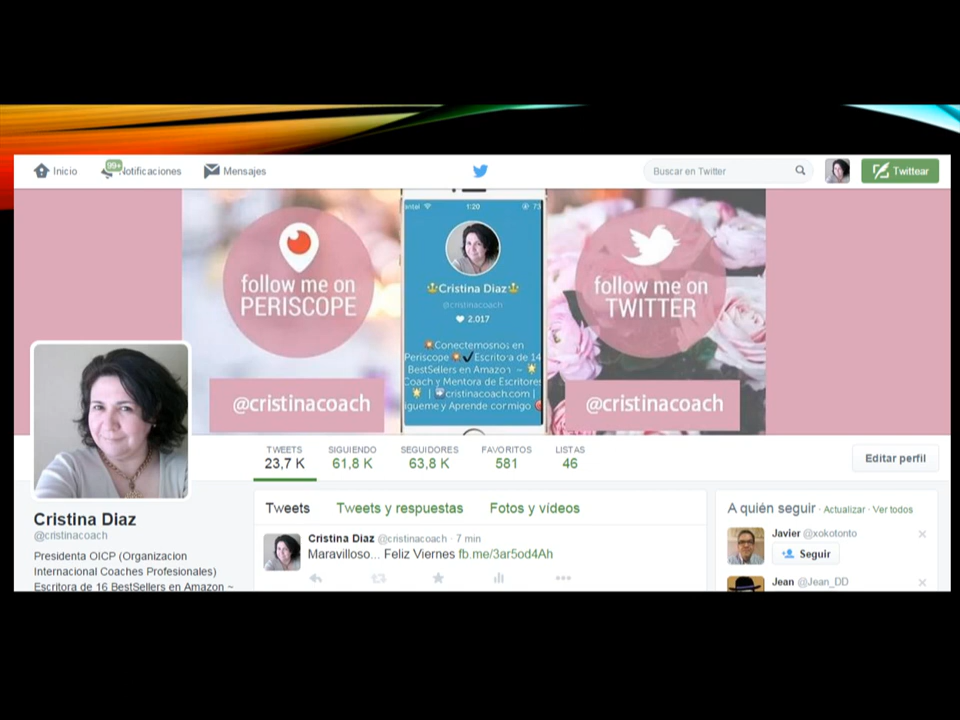 Inicio
99+
Notificaciones
Mensajes
Buscar en Twitter
Twittear
follow me on
PERISCOPE
@cristinacoach
1:20
73
Cristina Diaz
@cristinacoach
2.017
Conectemosnos en
Periscope Escritora de 14
BestSellers en Amazon ~
Coach y Mentora de Escritores
| cristinacoach.com |
igueme y Aprende conmigo
follow me on
TWITTER
@cristinacoach
TWEETS
23,7 K
SIGUIENDO
61,8 K
SEGUIDORES
63,8 K
FAVORITOS
581
LISTAS
46
Editar perfil
Cristina Diaz
@cristinacoach
Presidenta OICP (Organizacion
Internacional Coaches Profesionales)
Escritora de 16 BestSellers en Amazon ~
Tweets
Tweets y respuestas
Fotos y vídeos
Cristina Diaz @cristinacoach · 7 min
Maravilloso... Feliz Viernes fb.me/3ar5od4Ah
A quién seguir · Actualizar · Ver todos
Javier @xokotonto
Seguir
Jean @Jean_DD